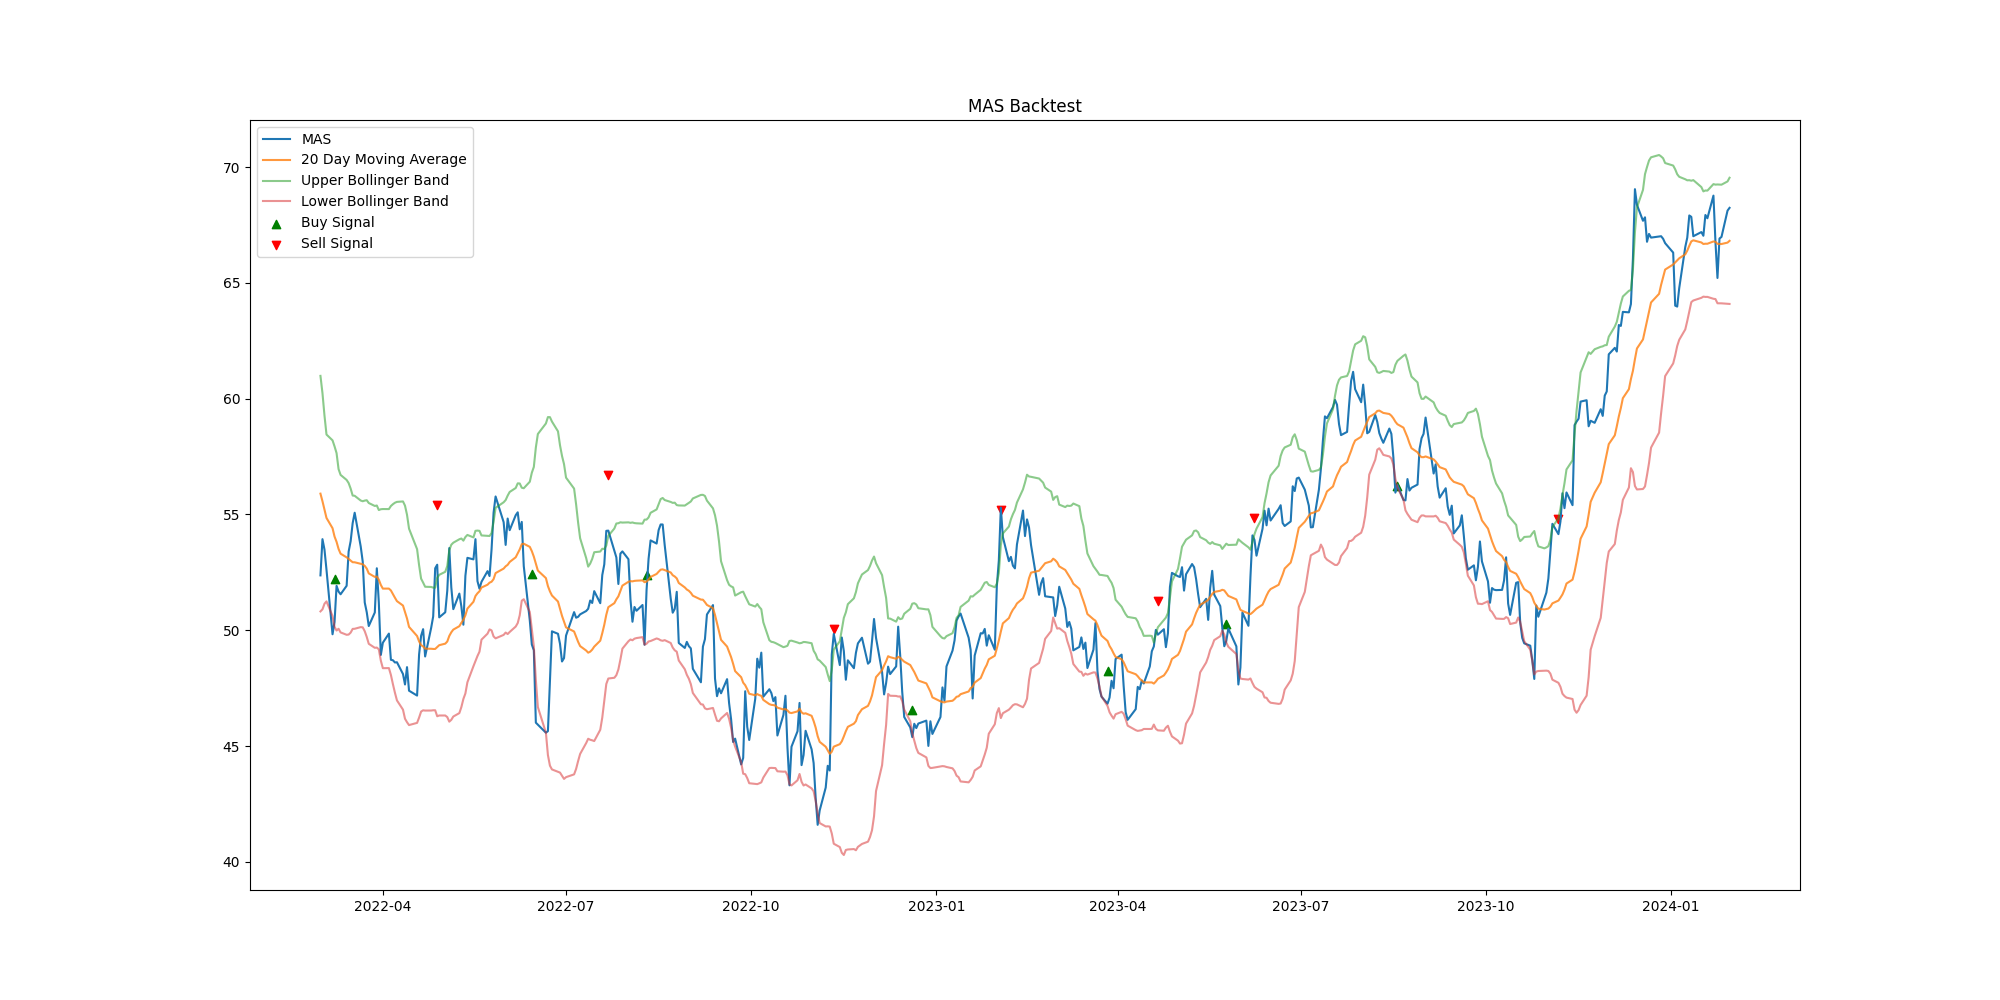 MAS Backtest
MAS
20 Day Moving Average
Upper Bollinger Band
Lower Bollinger Band
Buy Signal
Sell Signal
70
65
60
55
50
45
40
2022-04
2022-07
2022-10
2023-01
2023-04
2023-07
2023-10
2024-01